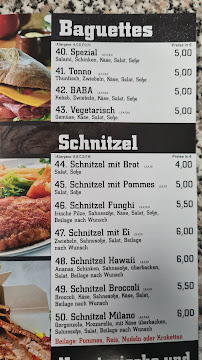 Baguettes
Preise in €
40. Spezial 5,00
Salami, Schinken, Käse, Salat, Soße
41. Tonno 5,00
Thunfisch, Zwiebeln, Käse, Salat, Soße
42. BABA 5,00
Kebab, Zwiebeln, Käse, Salat, Soße
43. Vegetarisch 5,00
Gemüse, Käse, Salat, Soße
Schnitzel
Preise in €
44. Schnitzel mit Brot 4,00
Salat, Soße
45. Schnitzel mit Pommes 5,00
Salat, Soße
46. Schnitzel Funghi 5,50
frische Pilze, Sahnesoße, Käse, Salat, Soße,
Beilage nach Wunsch
47. Schnitzel mit Ei 6,00
Zwiebeln, Sahnesoße, Salat, Beilage
nach Wunsch
48. Schnitzel Hawaii 6,00
Ananas, Schinken, Sahnesoße, überbacken,
Salat, Beilage nach Wunsch
49. Schnitzel Broccoli 5,50
Broccoli, Käse, Sahnesoße, Salat, Beilage
nach Wunsch
50. Schnitzel Milano 6,00
Gorgonzola, Mozzarella, mit Käse überbacken,
Salat, Sahnesoße, Beilage nach Wunsch
Beilage: Pommes, Reis, Nudeln oder Kroketten